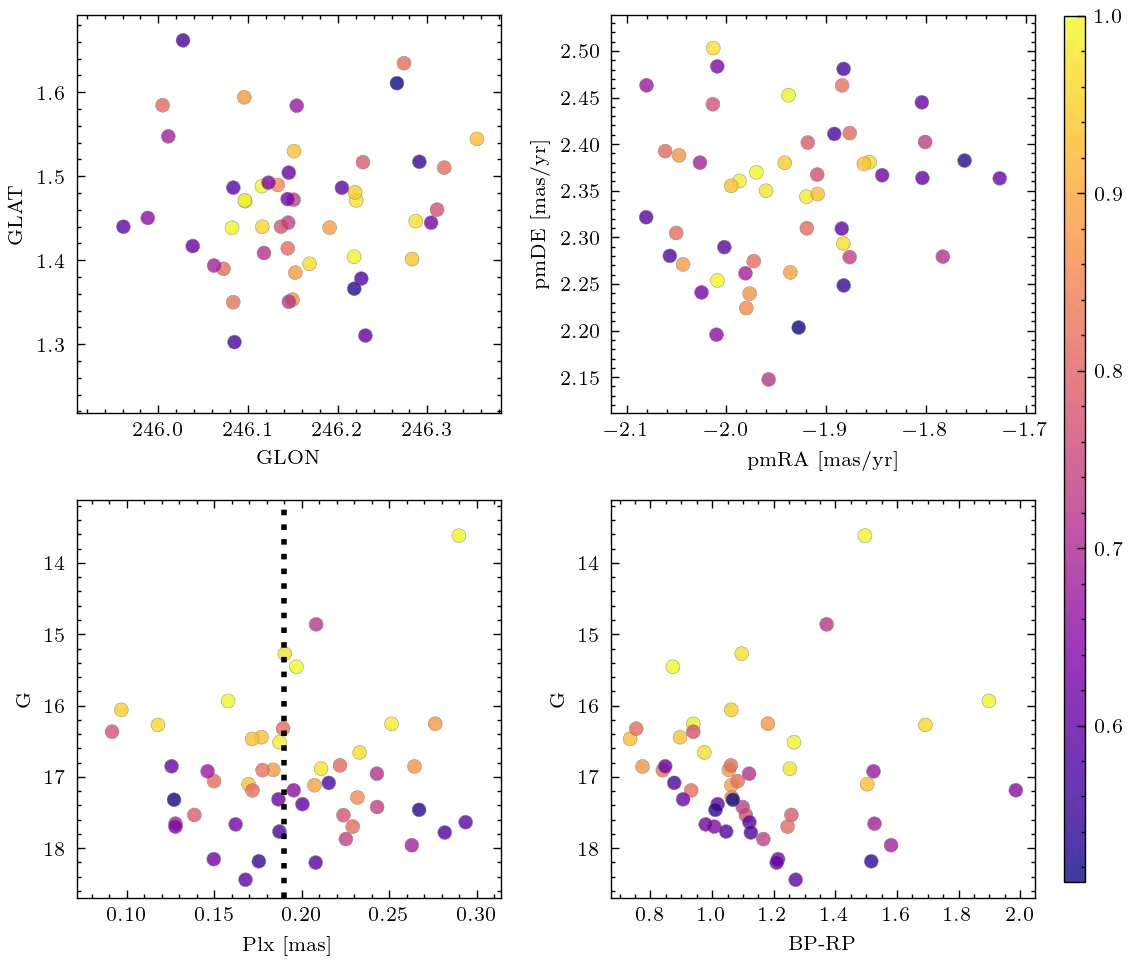 1.6
1.5
1.4
1.3
GLAT
246.0 246.1 246.2 246.3
GLON
2.50
2.45
2.40
2.35
2.30
2.25
2.20
2.15
pmDE [mas/yr]
−2.1 −2.0 −1.9 −1.8 −1.7
pmRA [mas/yr]
1.0
0.9
0.8
0.7
0.6
14
15
16
17
18
G
0.10 0.15 0.20 0.25 0.30
Plx [mas]
14
15
16
17
18
G
0.8 1.0 1.2 1.4 1.6 1.8 2.0
BP-RP